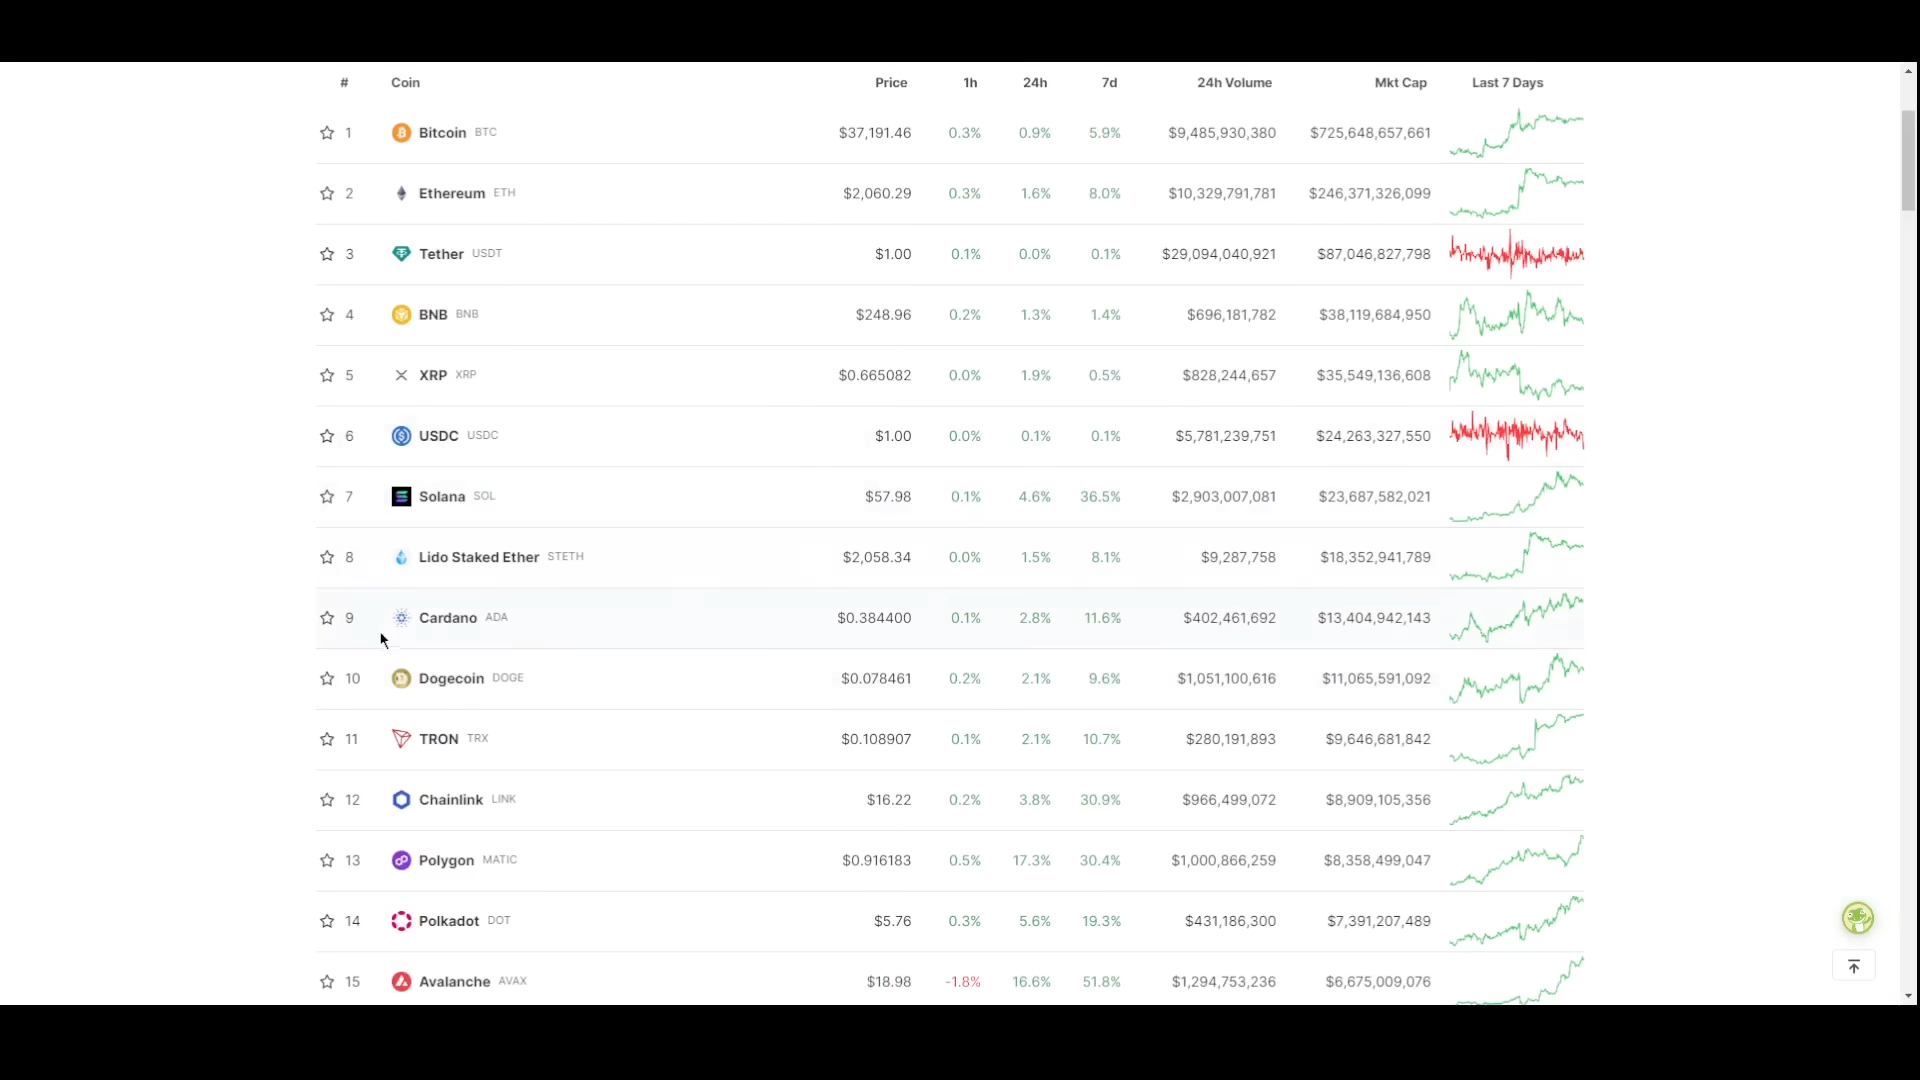 # Coin Price 1h 24h 7d 24h Volume Mkt Cap Last 7 Days
1 Bitcoin BTC $37,191.46 0.3% 0.9% 5.9% $9,485,930,380 $725,648,657,661
2 Ethereum ETH $2,060.29 0.3% 1.6% 8.0% $10,329,791,781 $246,371,326,099
3 Tether USDT $1.00 0.1% 0.0% 0.1% $29,094,040,921 $87,046,827,798
4 BNB BNB $248.96 0.2% 1.3% 1.4% $696,181,782 $38,119,684,950
5 XRP XRP $0.665082 0.0% 1.9% 0.5% $828,244,657 $35,549,136,608
6 USDC USDC $1.00 0.0% 0.1% 0.1% $5,781,239,751 $24,263,327,550
7 Solana SOL $57.98 0.1% 4.6% 36.5% $2,903,007,081 $23,687,582,021
8 Lido Staked Ether STETH $2,058.34 0.0% 1.5% 8.1% $9,287,758 $18,352,941,789
9 Cardano ADA $0.384400 0.1% 2.8% 11.6% $402,461,692 $13,404,942,143
10 Dogecoin DOGE $0.078461 0.2% 2.1% 9.6% $1,051,100,616 $11,065,591,092
11 TRON TRX $0.108907 0.1% 2.1% 10.7% $280,191,893 $9,646,681,842
12 Chainlink LINK $16.22 0.2% 3.8% 30.9% $966,499,072 $8,909,105,356
13 Polygon MATIC $0.916183 0.5% 17.3% 30.4% $1,000,866,259 $8,358,499,047
14 Polkadot DOT $5.76 0.3% 5.6% 19.3% $431,186,300 $7,391,207,489
15 Avalanche AVAX $18.98 -1.8% 16.6% 51.8% $1,294,753,236 $6,675,009,076